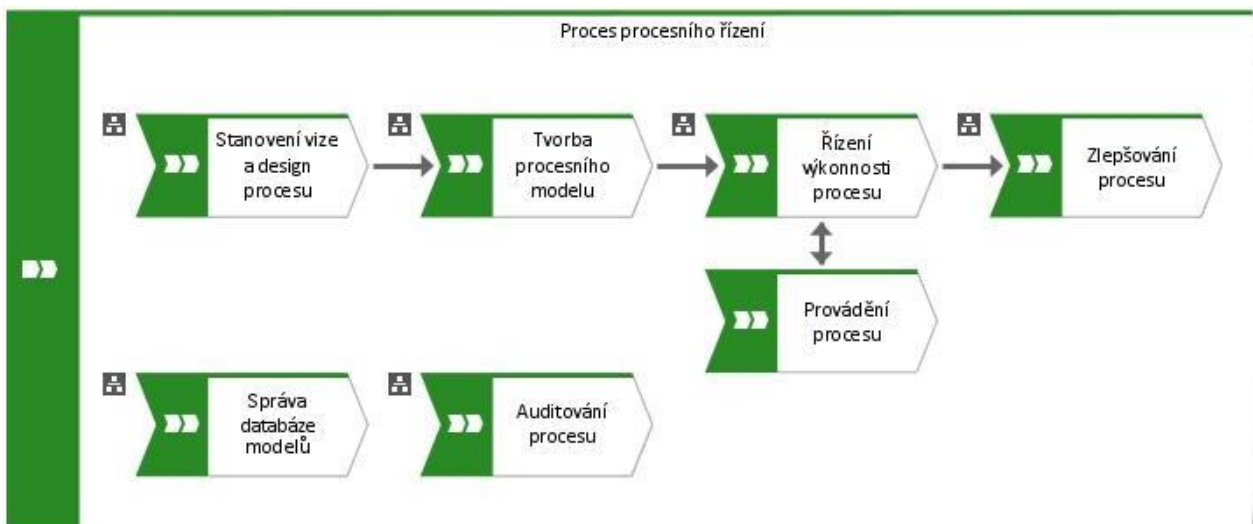 Proces procesního řízení
Stanovení vize
a design
procesu
Tvorba
procesního
modelu
Řízení
výkonnosti
procesu
Zlepšování
procesu
Provádění
procesu
Správa
databáze
modelů
Auditování
procesu